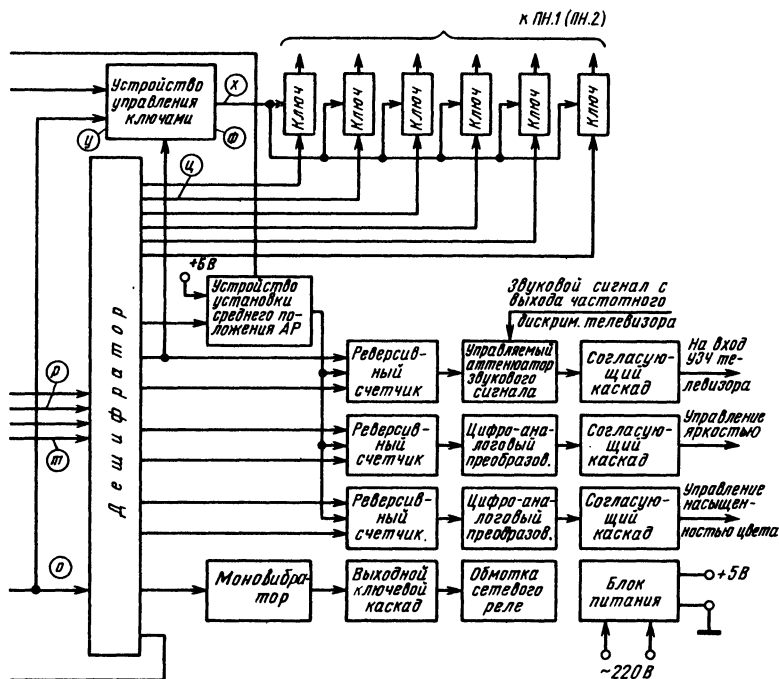 к ПН.1 (ПН.2)
Устройство
управления
ключами
Х
У
Ф
Ключ
Ключ
Ключ
Ключ
Ключ
Ключ
Ц
+5В
Устройство
установки
среднего по-
ложения АР
Звуковой сигнал с
выхода частотного
дискрим. телевизора
Дешифратор
Р
т
о
Реверсив-
ный
счетчик
Управляемый
аттенюатор
звукового
сигнала
Согласую-
щий
каскад
На вход
УЗЧ те-
левизора
Реверсив-
ный
счетчик
Цифро-ана-
логовый
преобразов.
Согласую-
щий
каскад
Управление
яркостью
Реверсив-
ный
счетчик.
Цифро-ана-
логовый
преобразов.
Согласую-
щий
каскад
Управление
насыщен-
ностью цвета
Моновибра-
тор
Выходной
ключевой
каскад
Обмотка
сетевого
реле
Блок
питания
+5В
~220В